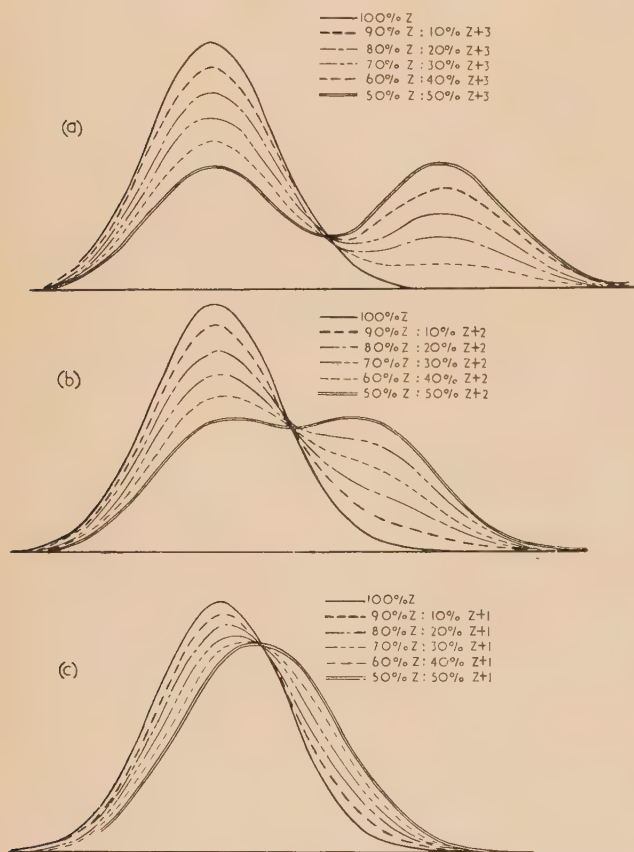 100% Z
90% Z : 10% Z+3
80% Z : 20% Z+3
70% Z : 30% Z+3
60% Z : 40% Z+3
50% Z : 50% Z+3
(a)
100% Z
90% Z : 10% Z+2
80% Z : 20% Z+2
70% Z : 30% Z+2
60% Z : 40% Z+2
50% Z : 50% Z+2
(b)
100% Z
90% Z : 10% Z+1
80% Z : 20% Z+1
70% Z : 30% Z+1
60% Z : 40% Z+1
50% Z : 50% Z+1
(c)